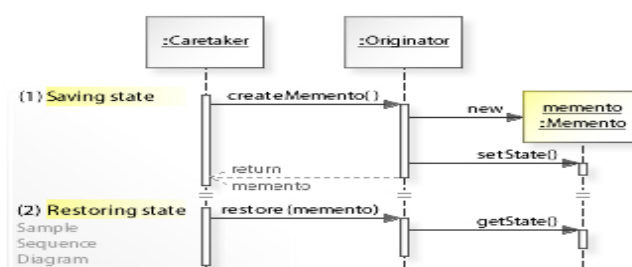 :Caretaker
:Originator
(1) Saving state
createMemento()
new
memento
:Memento
setState()
return
memento
(2) Restoring state
restore (memento)
getState()
Sample
Sequence
Diagram